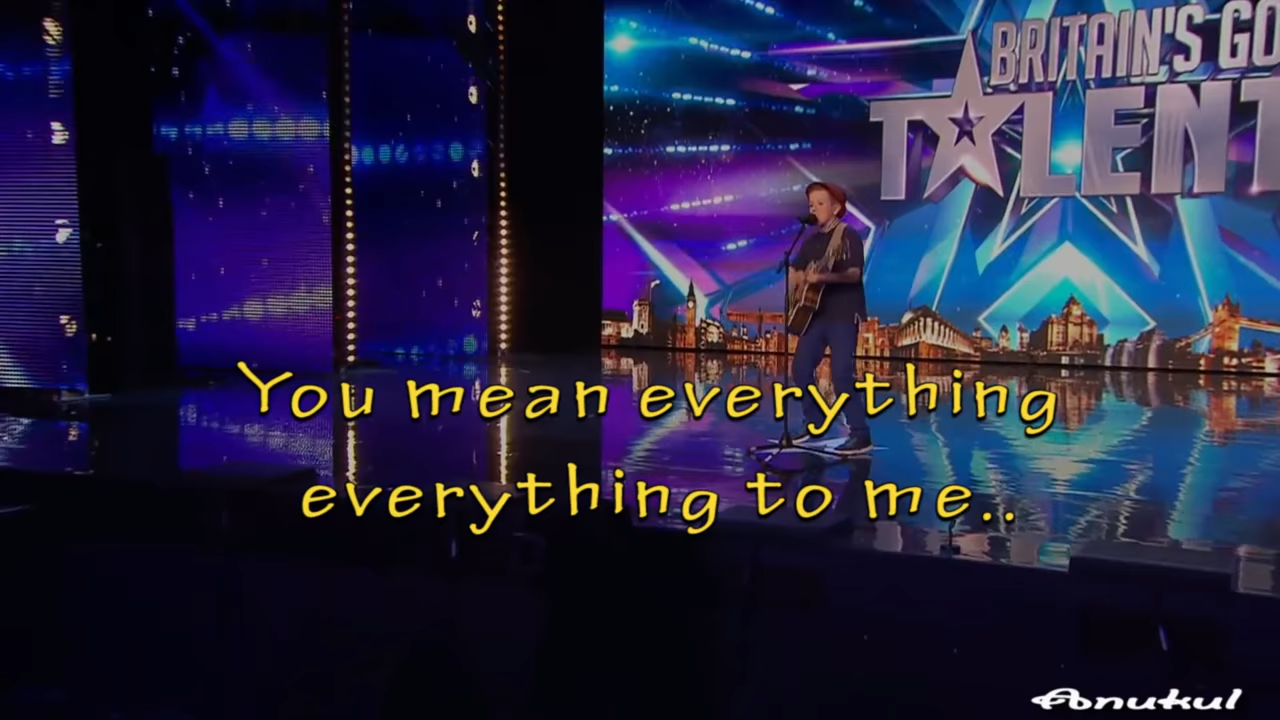 BRITAIN'S GO
TALENT
You mean everything
everything to me..
Anukul